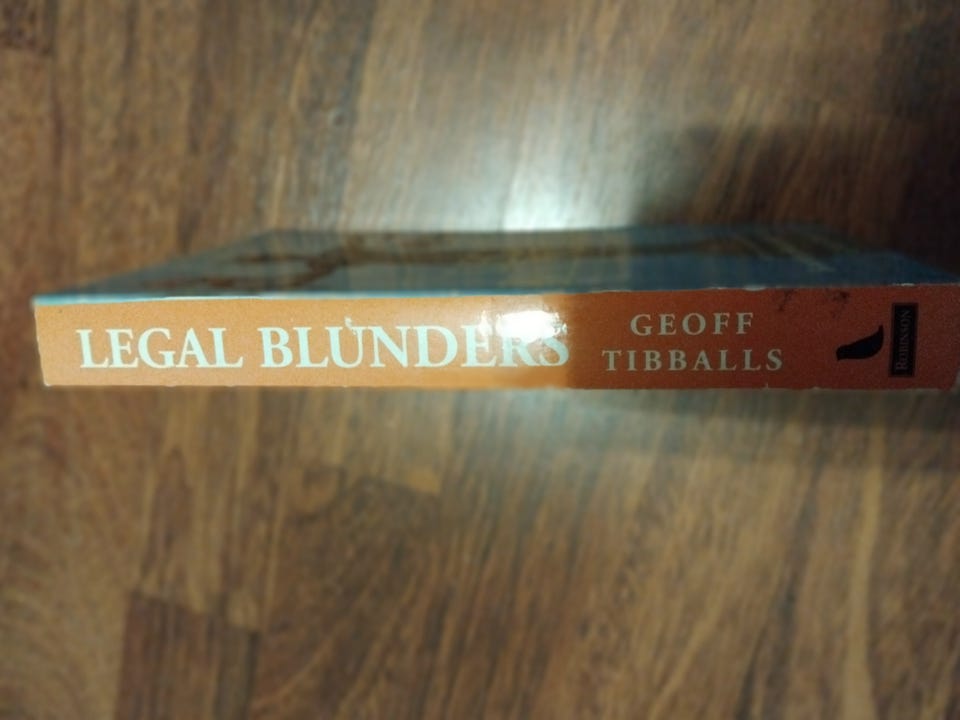 LEGAL BLUNDERS
GEOFF
TIBBALLS
ROBINSON